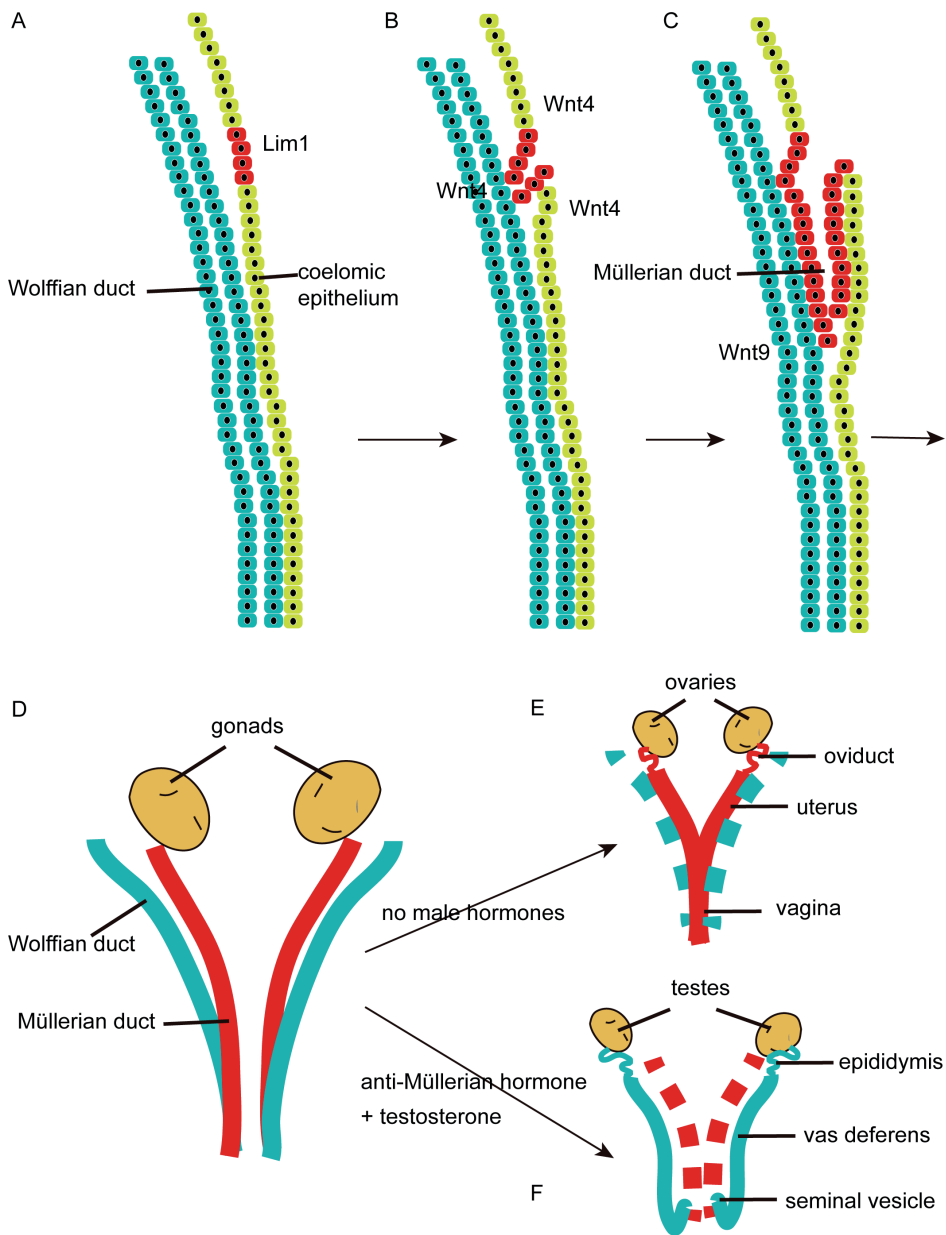 A
B
C
Lim1
Wnt4
Wnt4
Wnt4
Wolffian duct
coelomic
epithelium
Müllerian duct
Wnt9
D
gonads
Wolffian duct
Müllerian duct
no male hormones
anti-Müllerian hormone
+ testosterone
E
ovaries
oviduct
uterus
vagina
testes
epididymis
vas deferens
F
seminal vesicle